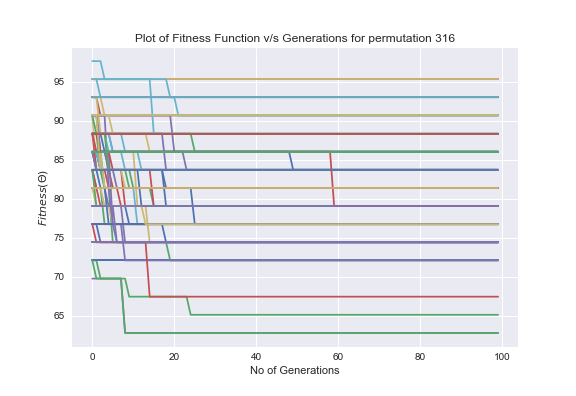 Plot of Fitness Function v/s Generations for permutation 316
Fitness(Θ)
95
90
85
80
75
70
65
0 20 40 60 80 100
No of Generations